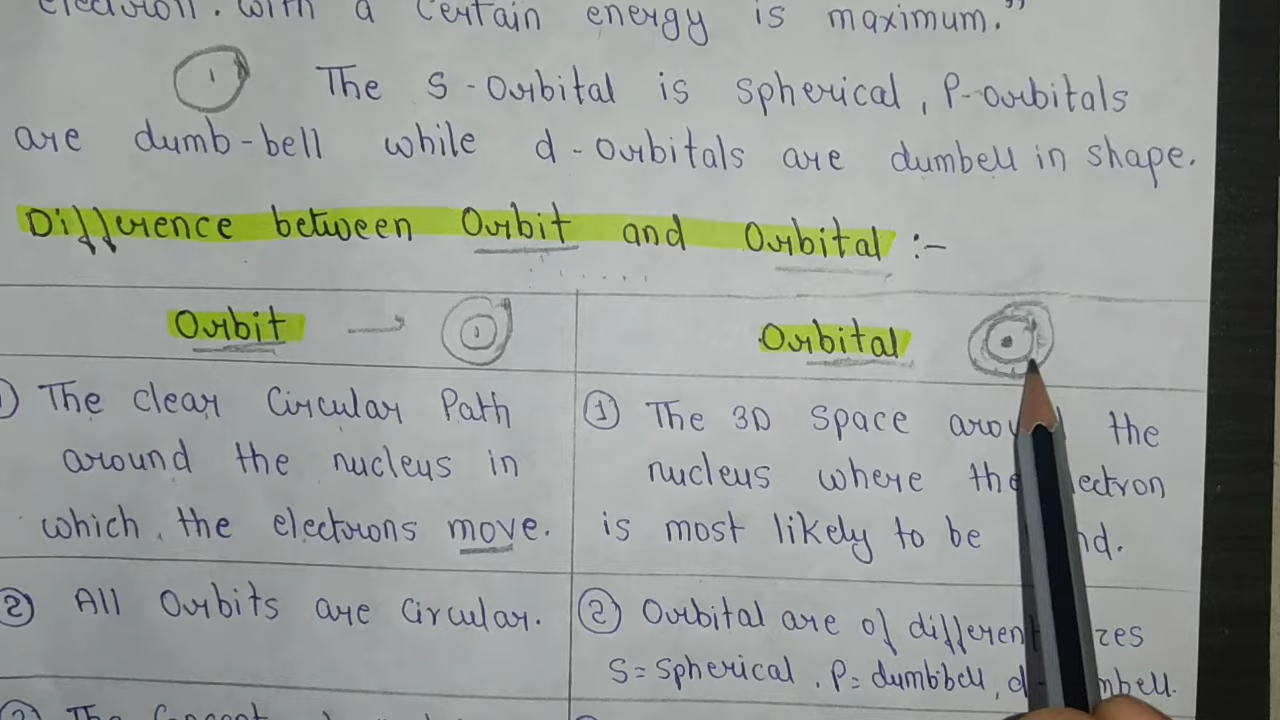 electron. With a certain energy is maximum."
1 The S-Orbital is spherical, P-orbitals
are dumb-bell while d-orbitals are dumbell in shape.
Difference between Orbit and Orbital :-
Orbit → 1
Orbital
1) The clear Circular Path
around the nucleus in
which the electrons move.
① The 3D Space the
nucleus where
is most likely to be
② All Orbits are Circular.
② Orbital are of different
S=spherical, P=dumbbell, d